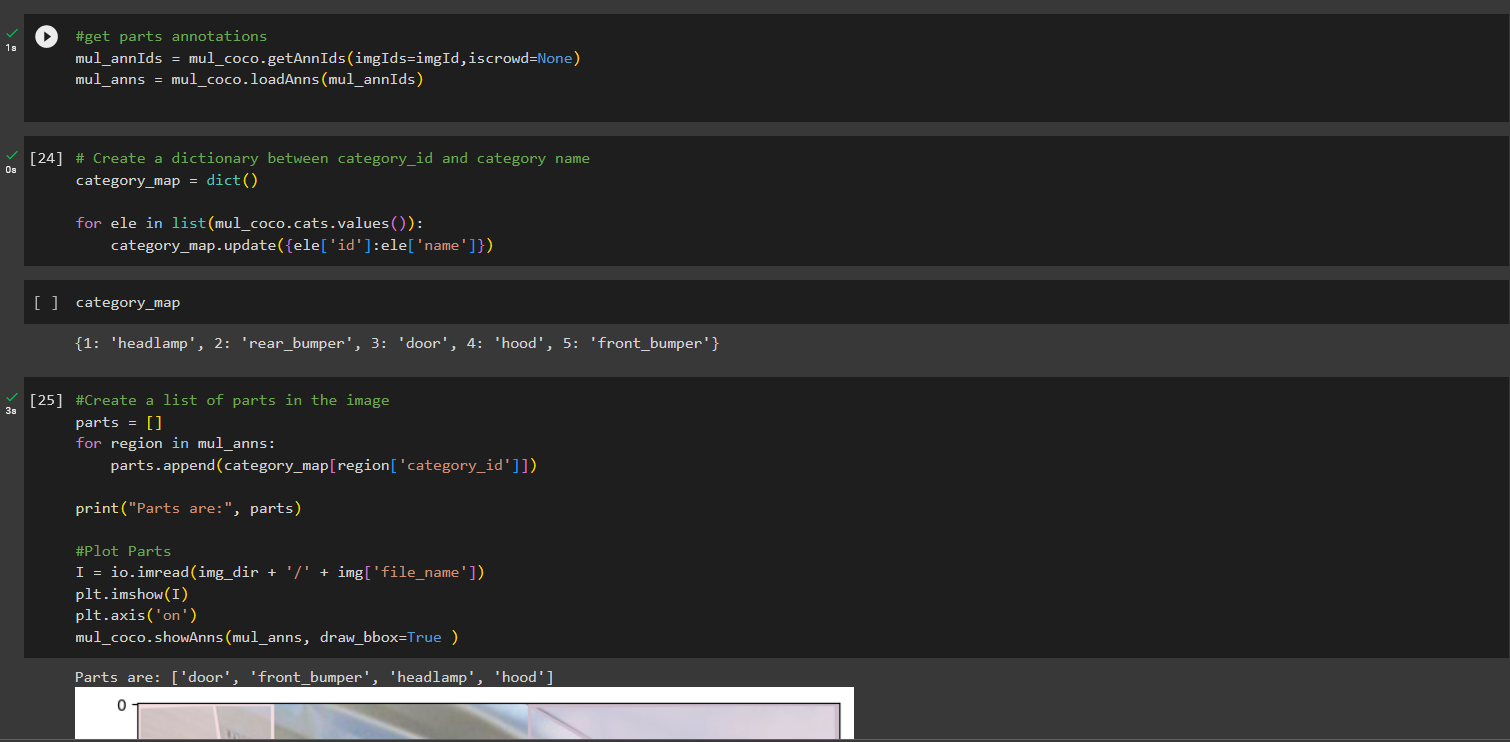 1s
#get parts annotations
mul_annIds = mul_coco.getAnnIds(imgIds=imgId,iscrowd=None)
mul_anns = mul_coco.loadAnns(mul_annIds)
0s
[24] # Create a dictionary between category_id and category name
category_map = dict()
for ele in list(mul_coco.cats.values()):
category_map.update({ele['id']:ele['name']})
[ ] category_map
{1: 'headlamp', 2: 'rear_bumper', 3: 'door', 4: 'hood', 5: 'front_bumper'}
3s
[25] #Create a list of parts in the image
parts = []
for region in mul_anns:
parts.append(category_map[region['category_id']])
print("Parts are:", parts)
#Plot Parts
I = io.imread(img_dir + '/' + img['file_name'])
plt.imshow(I)
plt.axis('on')
mul_coco.showAnns(mul_anns, draw_bbox=True )
Parts are: ['door', 'front_bumper', 'headlamp', 'hood']
0